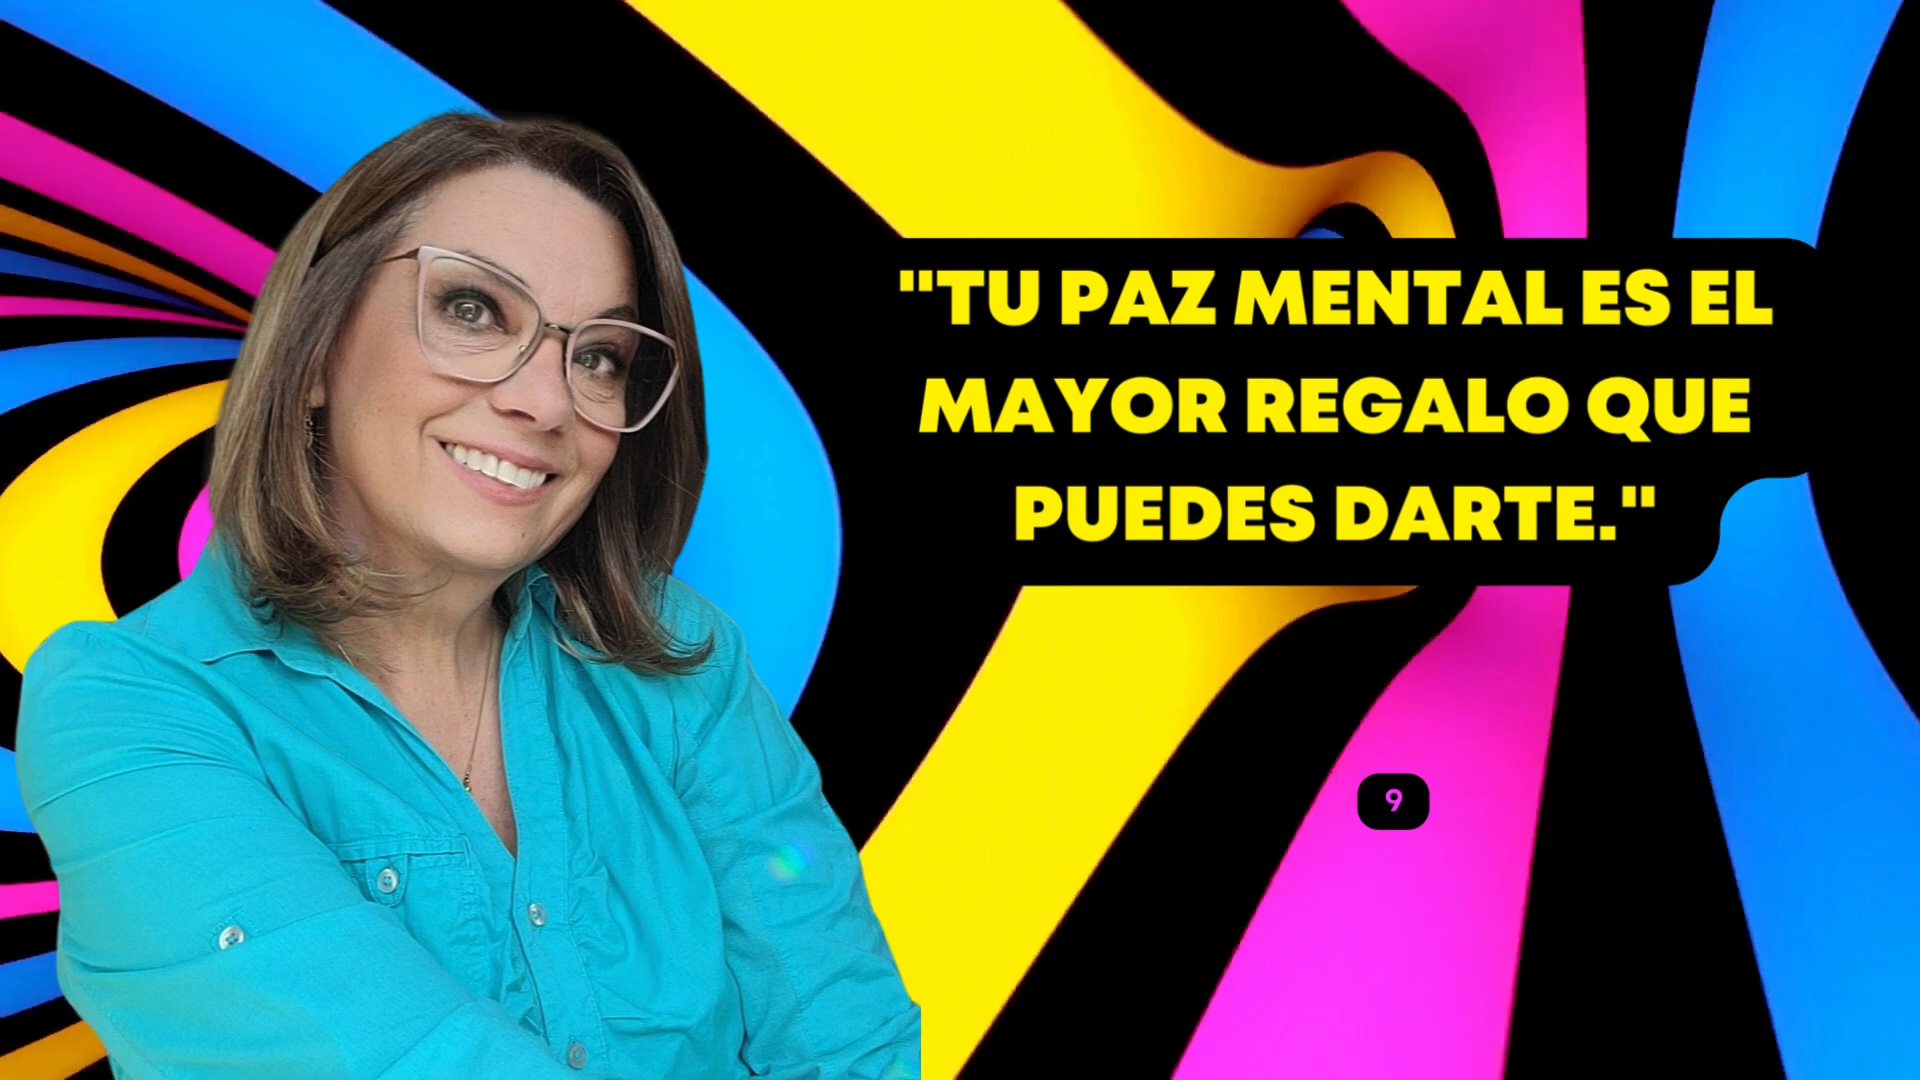 "TU PAZ MENTAL ES EL
MAYOR REGALO QUE
PUEDES DARTE."
9